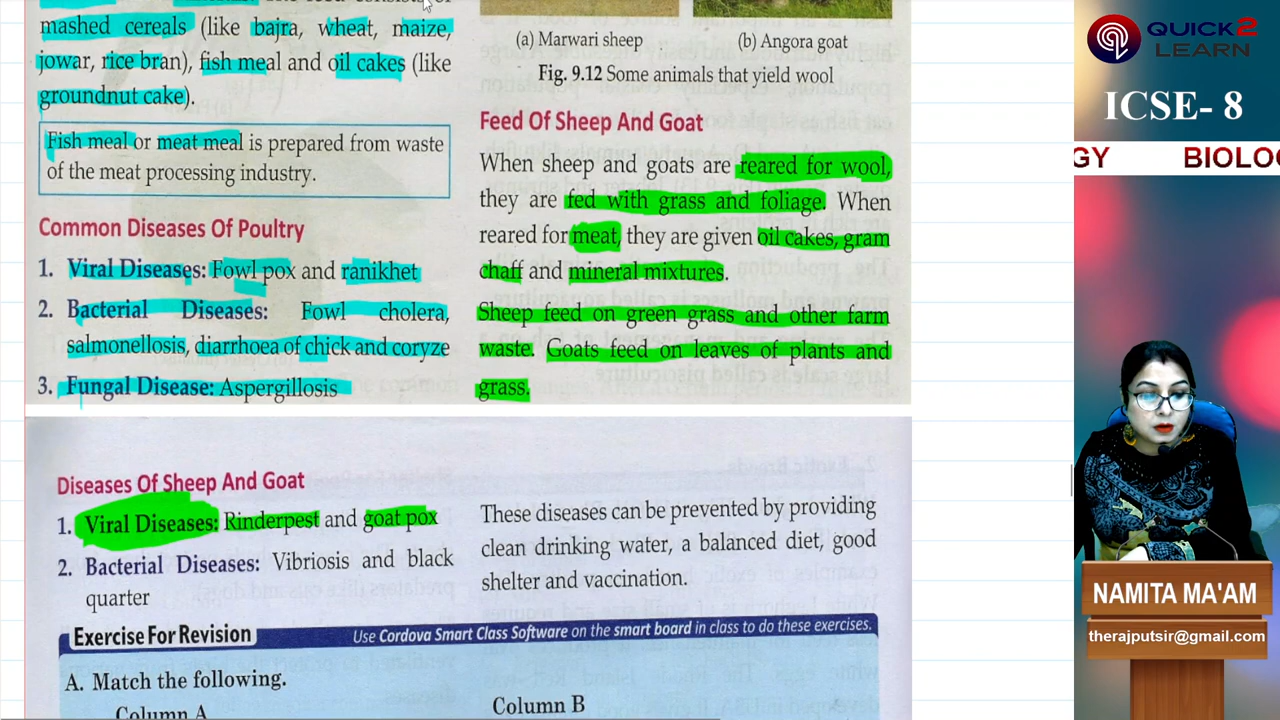 mashed cereals (like bajra, wheat, maize,
jowar, rice bran), fish meal and oil cakes (like
groundnut cake).
Fish meal or meat meal is prepared from waste
of the meat processing industry.
Common Diseases Of Poultry
1. Viral Diseases: Fowl pox and ranikhet
2. Bacterial Diseases: Fowl cholera,
salmonellosis, diarrhoea of chick and coryze
3. Fungal Disease: Aspergillosis
(a) Marwari sheep (b) Angora goat
Fig. 9.12 Some animals that yield wool
Feed Of Sheep And Goat
When sheep and goats are reared for wool,
they are fed with grass and foliage. When
reared for meat, they are given oil cakes, gram
chaff and mineral mixtures.
Sheep feed on green grass and other farm
waste. Goats feed on leaves of plants and
grass.
Diseases Of Sheep And Goat
1. Viral Diseases: Rinderpest and goat pox
2. Bacterial Diseases: Vibriosis and black
quarter
These diseases can be prevented by providing
clean drinking water, a balanced diet, good
shelter and vaccination.
Exercise For Revision
Use Cordova Smart Class Software on the smart board in class to do these exercises.
A. Match the following.
Column A
Column B
QUICK2
LEARN
ICSE- 8
GY BIOLO
NAMITA MA'AM
therajputsir@gmail.com